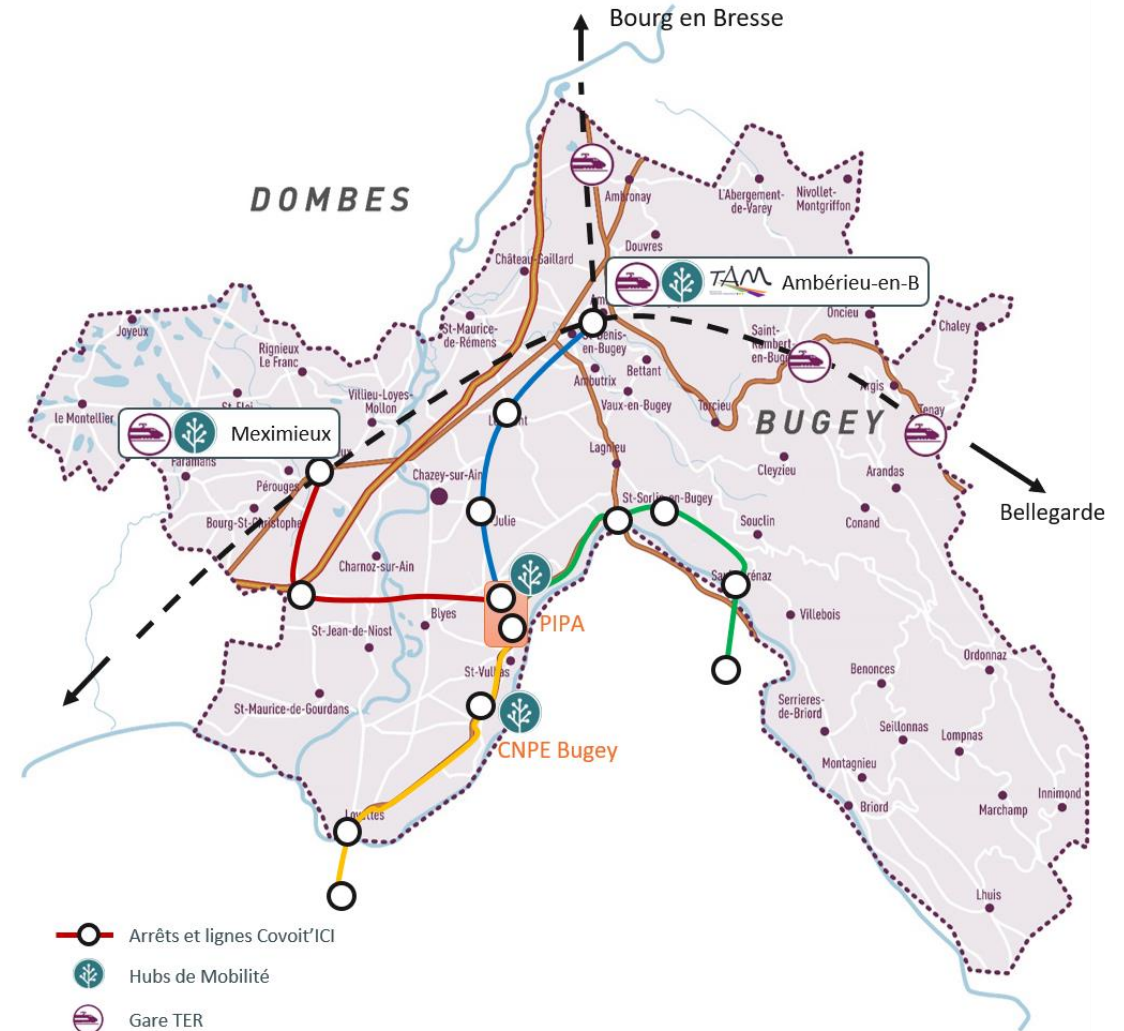 Bourg en Bresse
DOMBES
Ambronay
L'Abergement-
de-Varey
Nivollet-
Montgriffon
Douvres
Château-Gaillard
TAM
Ambérieu-en-B
Oncieu
Chaley
Joyeux
St-Maurice-
de-Rémens
en-Bugey
Saint-
Rambert-
en-Bugey
Rignieux
Le Franc
Bettant
Ambutrix
Argis
Villieu-Loyes-
Mollon
Vaux-en-Bugey
Torcieu
Tenay
le Montellier
BUGEY
Meximieux
Lagnieu
Faramans
Chazey-sur-Ain
Cleyzieu
Arandas
Pérouges
St-Sorlin-en-Bugey
Bellegarde
Bourg-St-Christophe
Julie
Souclin
Conand
Charnoz-sur-Ain
Blyes
PIPA
Villebois
St-Jean-de-Niost
Ordonnaz
St-Vulbas
Benonces
St-Maurice-de-Gourdans
Serrieres-
de-Briord
Seillonnas
Lompnas
CNPE Bugey
Montagnieu
Innimond
Briord
Marchamp
Loyettes
Lhuis
Arrêts et lignes Covoit'ICI
Hubs de Mobilité
Gare TER